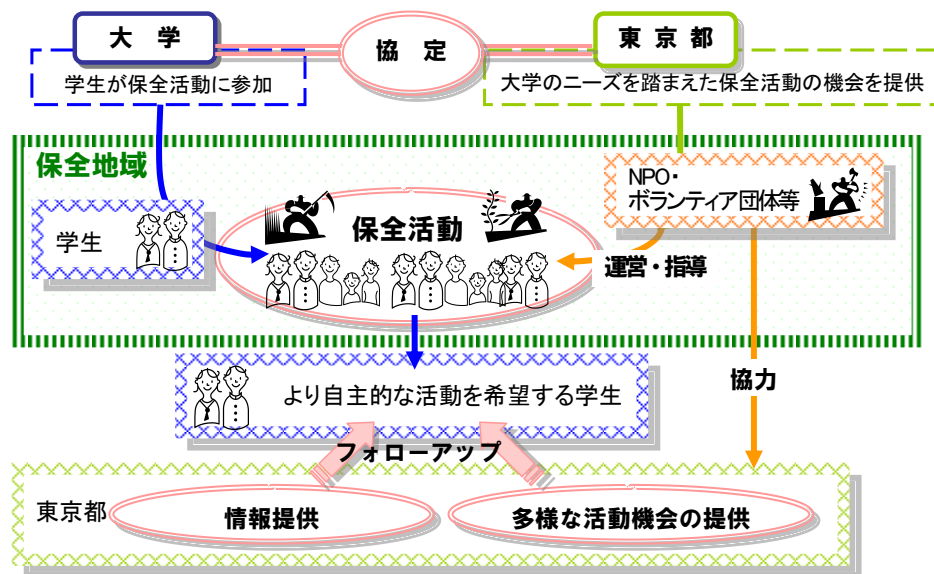 大 学
協 定
東 京 都
学生が保全活動に参加
大学のニーズを踏まえた保全活動の機会を提供
保全地域
NPO・
ボランティア団体等
学生
保全活動
運営・指導
より自主的な活動を希望する学生
協力
フォローアップ
東京都
情報提供
多様な活動機会の提供